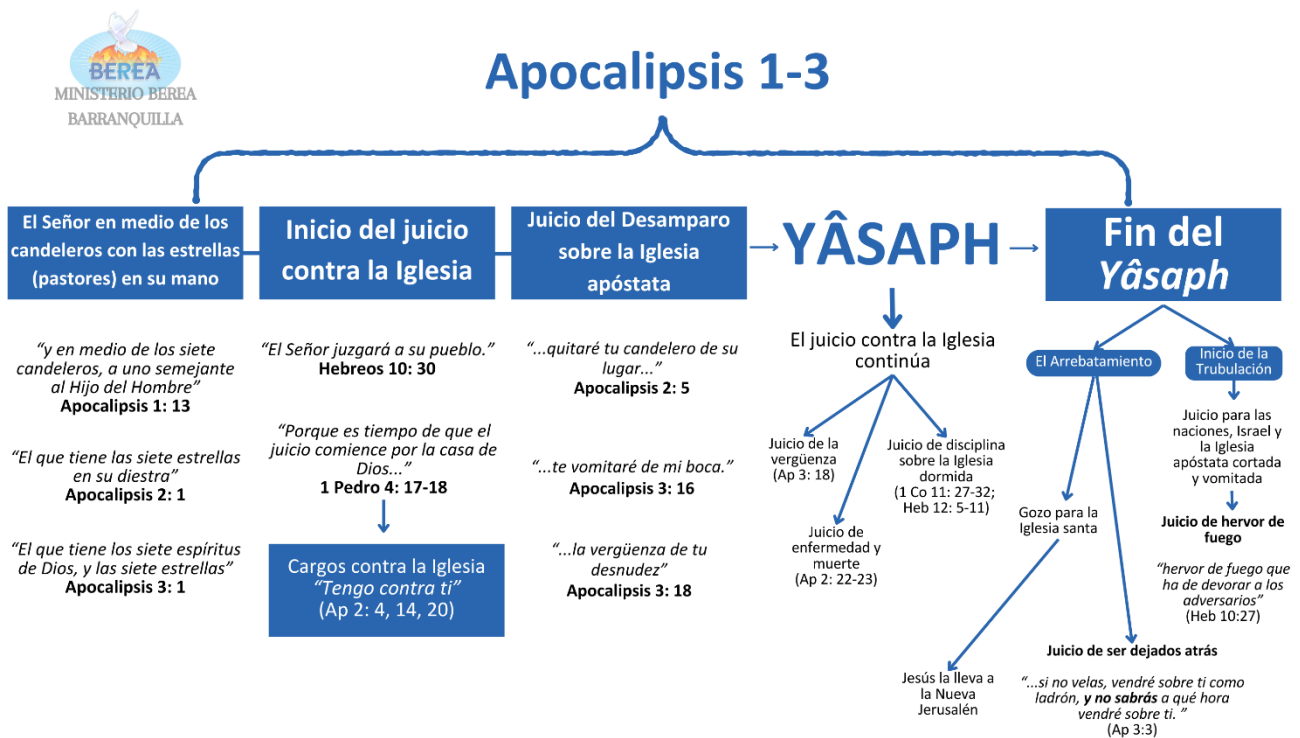 BEREA
MINISTERIO BEREA
BARRANQUILLA
Apocalipsis 1-3
El Señor en medio de los
candeleros con las estrellas
(pastores) en su mano
“y en medio de los siete
candeleros, a uno semejante
al Hijo del Hombre”
Apocalipsis 1: 13
“El que tiene las siete estrellas
en su diestra”
Apocalipsis 2: 1
“El que tiene los siete espíritus
de Dios, y las siete estrellas”
Apocalipsis 3: 1
Inicio del juicio
contra la Iglesia
“El Señor juzgará a su pueblo.”
Hebreos 10: 30
“Porque es tiempo de que el
juicio comience por la casa de
Dios...”
1 Pedro 4: 17-18
Cargos contra la Iglesia
“Tengo contra ti”
(Ap 2: 4, 14, 20)
Juicio del Desamparo
sobre la Iglesia
apóstata
“...quitaré tu candelero de su
lugar...”
Apocalipsis 2: 5
“...te vomitaré de mi boca.”
Apocalipsis 3: 16
“...la vergüenza de tu
desnudez”
Apocalipsis 3: 18
YÂSAPH
El juicio contra la Iglesia
continúa
Juicio de la
vergüenza
(Ap 3: 18)
Juicio de
enfermedad y
muerte
(Ap 2: 22-23)
Juicio de disciplina
sobre la Iglesia
dormida
(1 Co 11: 27-32;
Heb 12: 5-11)
Fin del
Yâsaph
El Arrebatamiento
Gozo para la
Iglesia santa
Jesús la lleva a
la Nueva
Jerusalén
Juicio de ser dejados atrás
“...si no velas, vendré sobre ti como
ladrón, y no sabrás a qué hora
vendré sobre ti. ”
(Ap 3:3)
Inicio de la
Trubulación
Juicio para las
naciones, Israel y
la Iglesia
apóstata cortada
y vomitada
Juicio de hervor de
fuego
“hervor de fuego que
ha de devorar a los
adversarios”
(Heb 10:27)